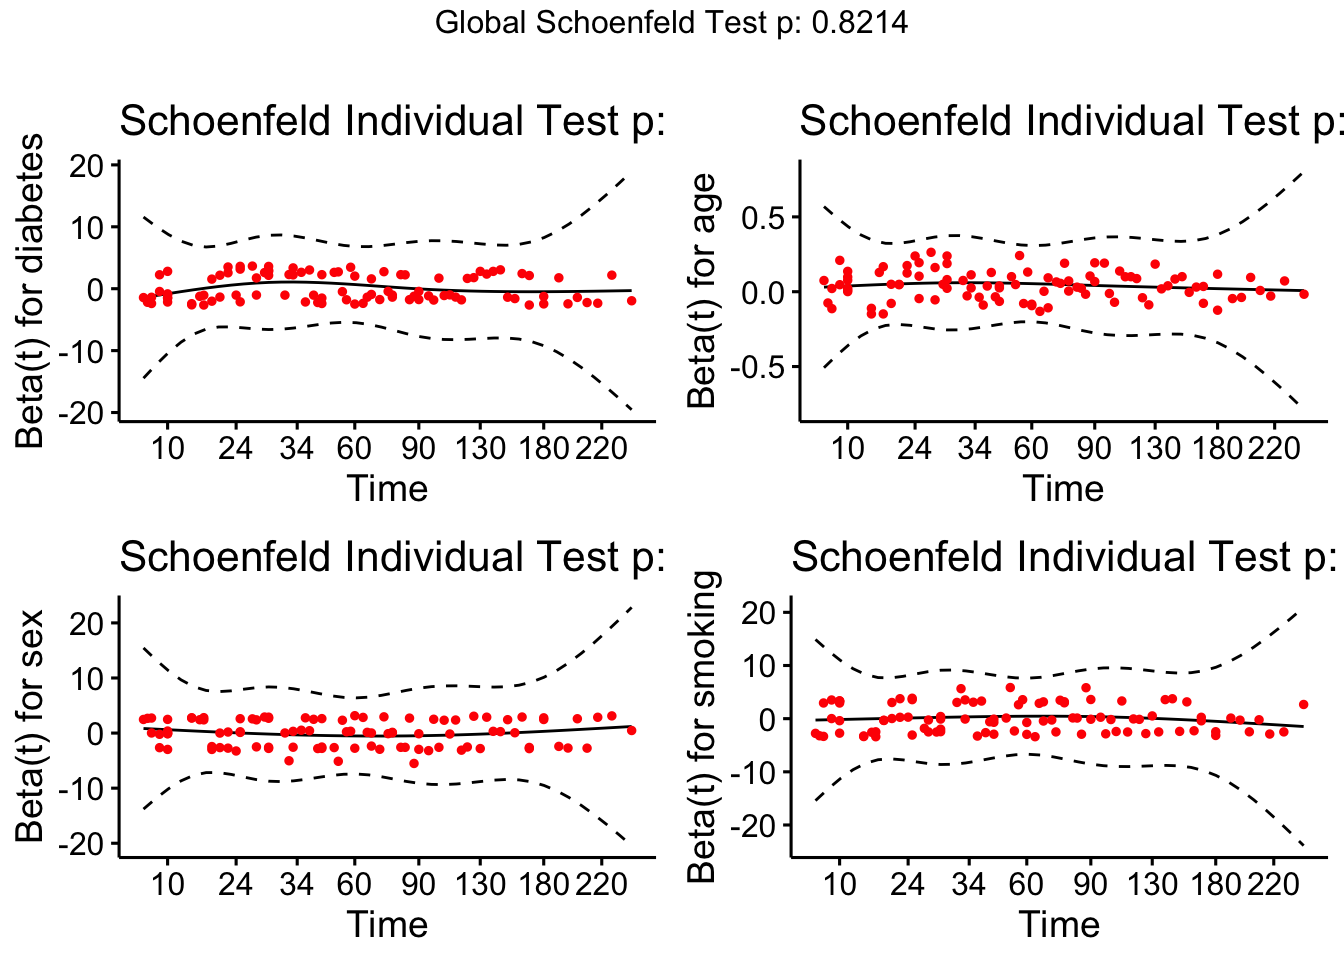 Global Schoenfeld Test p: 0.8214
Schoenfeld Individual Test p:
Beta(t) for diabetes
20
10
0
-10
-20
10 24 34 60 90 130 180 220
Time
Schoenfeld Individual Test p:
Beta(t) for age
0.5
0.0
-0.5
10 24 34 60 90 130 180 220
Time
Schoenfeld Individual Test p:
Beta(t) for sex
20
10
0
-10
-20
10 24 34 60 90 130 180 220
Time
Schoenfeld Individual Test p:
Beta(t) for smoking
20
10
0
-10
-20
10 24 34 60 90 130 180 220
Time